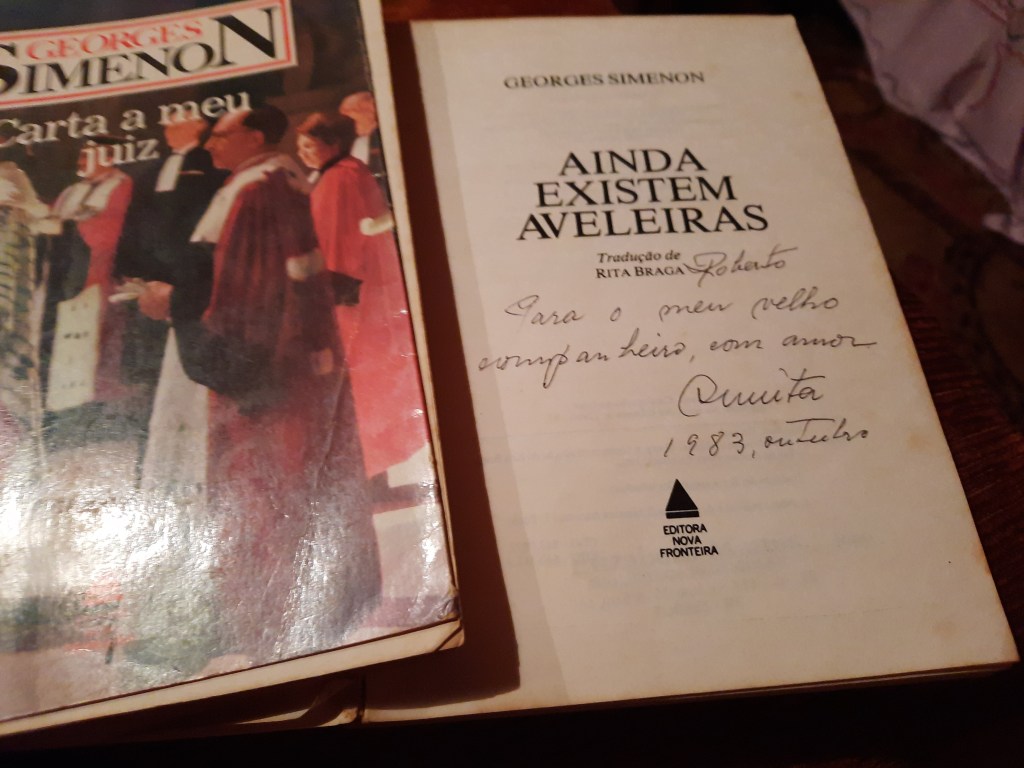 GEORGES
SIMENON
Carta a meu
juiz
GEORGES SIMENON
AINDA
EXISTEM
AVELEIRAS
Tradução de
RITA BRAGA
Roberto
Para o meu velho
companheiro, com amor
1983, outubro
EDITORA
NOVA
FRONTEIRA